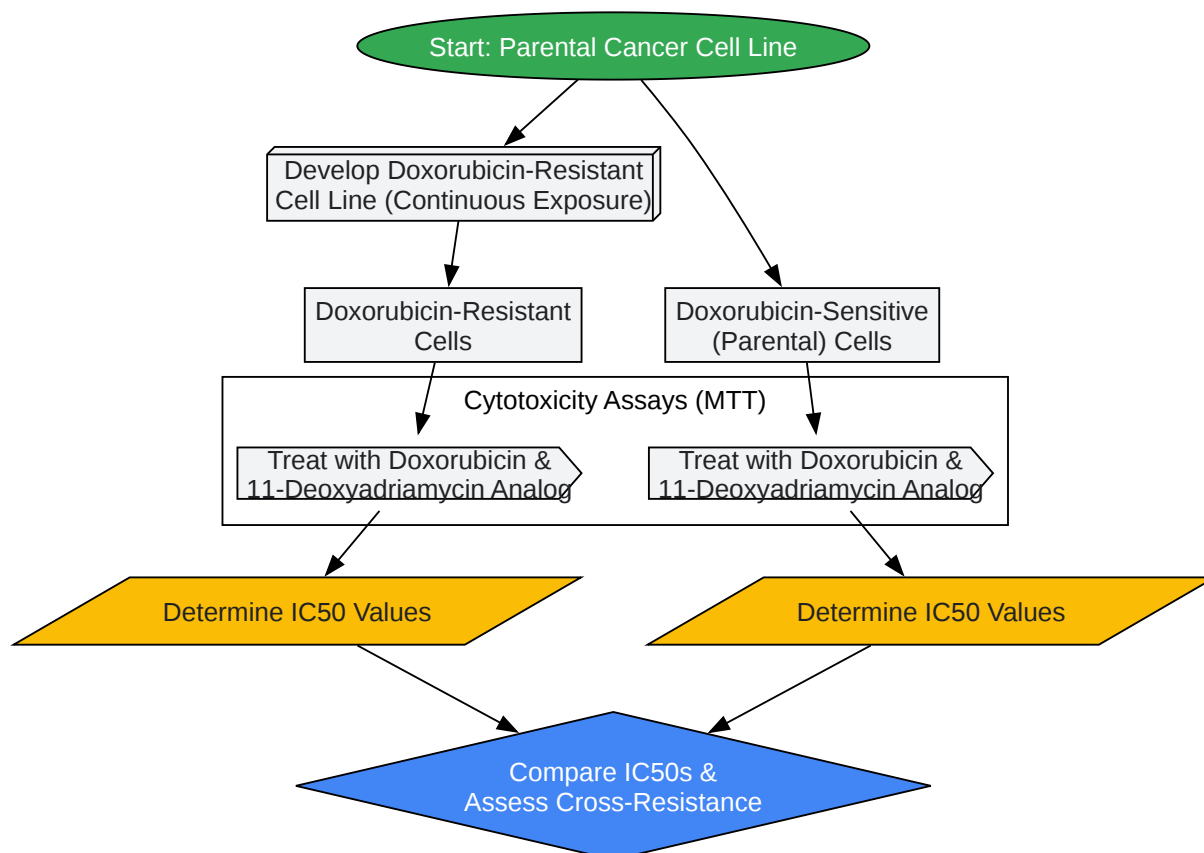 Start: Parental Cancer Cell Line
Develop Doxorubicin-Resistant
Cell Line (Continuous Exposure)
Doxorubicin-Resistant
Cells
Doxorubicin-Sensitive
(Parental) Cells
Cytotoxicity Assays (MTT)
Treat with Doxorubicin &
11-Deoxyadriamycin Analog
Treat with Doxorubicin &
11-Deoxyadriamycin Analog
Determine IC50 Values
Determine IC50 Values
Compare IC50s &
Assess Cross-Resistance